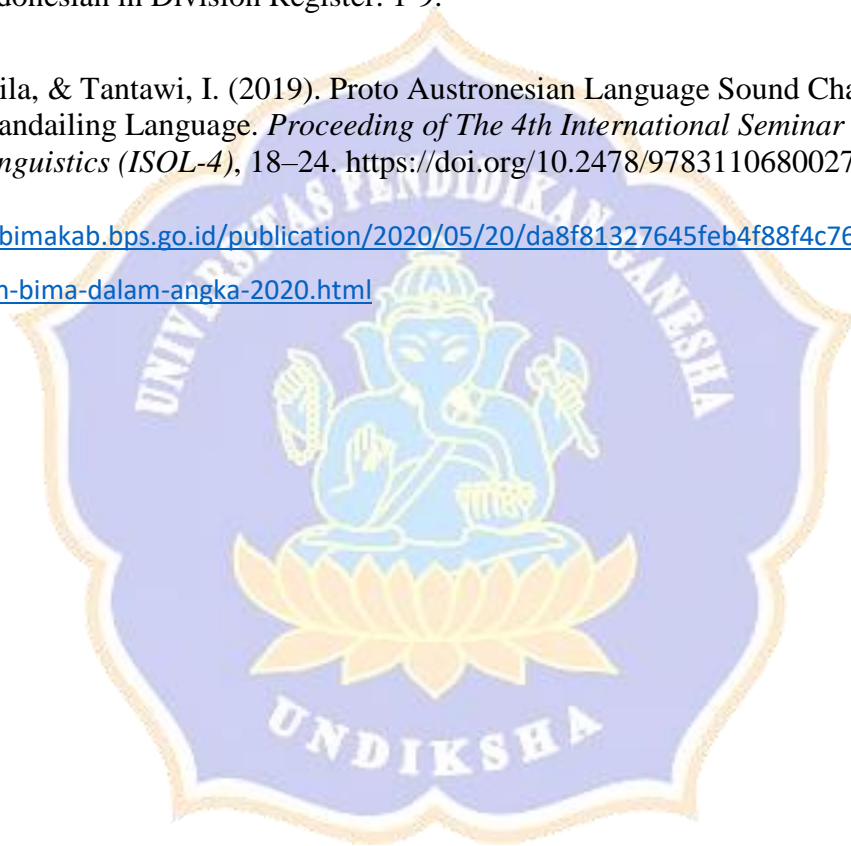 donesian in Division Register. 1-9.
ila, & Tantawi, I. (2019). Proto Austronesian Language Sound Cha
andailing Language. Proceeding of The 4th International Seminar
nguistics (ISOL-4), 18–24. https://doi.org/10.2478/9783110680027
bimakab.bps.go.id/publication/2020/05/20/da8f81327645feb4f88f4c76
n-bima-dalam-angka-2020.html
UNIVERSITAS PENDIDIKAN GANESHA
UNDIKSHA